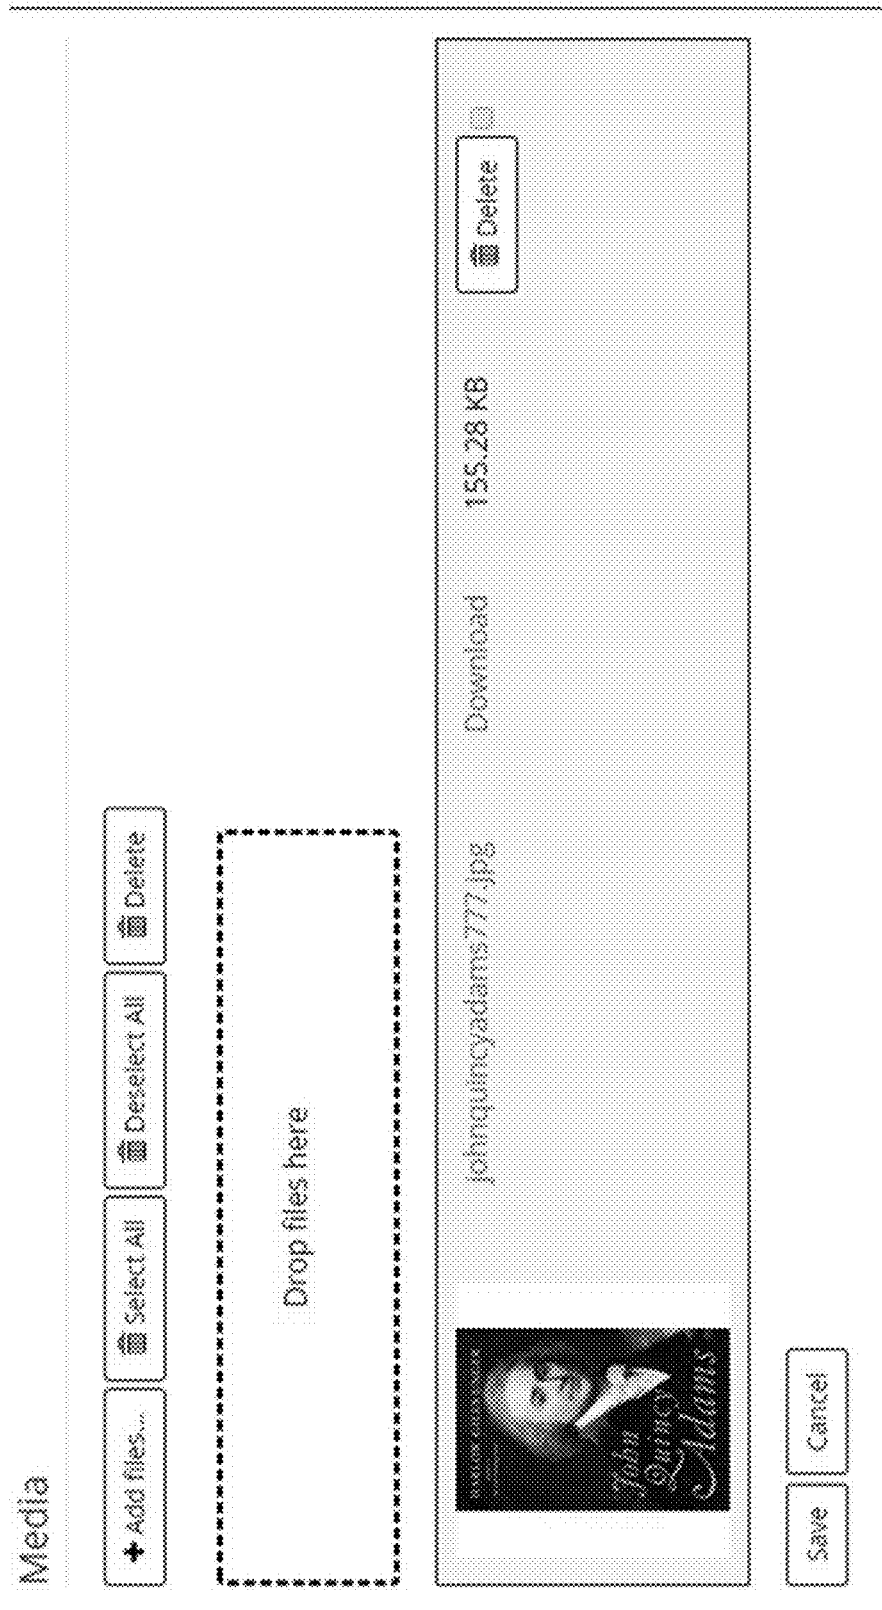 Media
Add files... Select All Deselect All Delete
Drop files here
johnquincyadams777.jpg Download 155.28 KB Delete
John
Quincy
Adams
Save Cancel